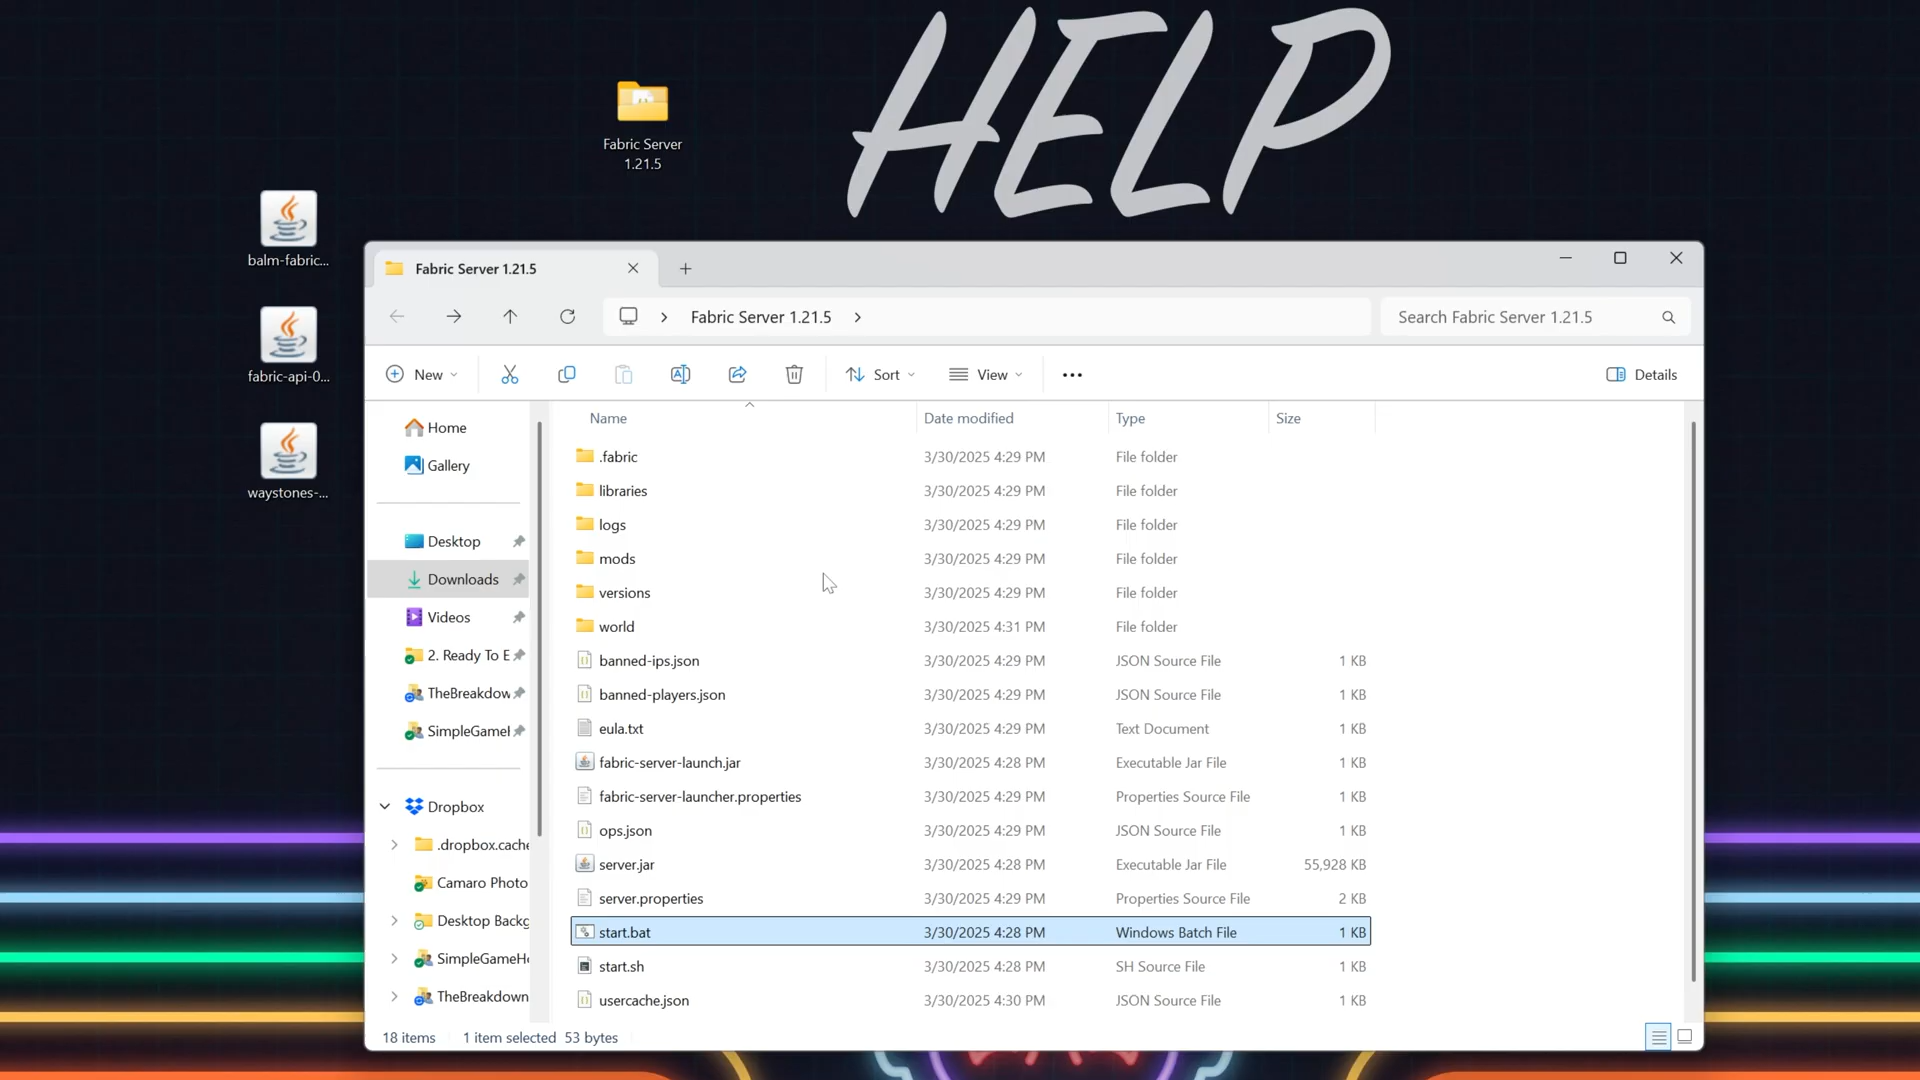 HELP
Fabric Server
1.21.5
balm-fabric...
fabric-api-0...
waystones-...
Fabric Server 1.21.5
Fabric Server 1.21.5
Search Fabric Server 1.21.5
New
Sort
View
Details
Home
Gallery
Desktop
Downloads
Videos
2. Ready To E
TheBreakdow
SimpleGameH
Dropbox
.dropbox.cache
Camaro Photo
Desktop Backg
SimpleGameHo
TheBreakdown
Name Date modified Type Size
.fabric 3/30/2025 4:29 PM File folder
libraries 3/30/2025 4:29 PM File folder
logs 3/30/2025 4:29 PM File folder
mods 3/30/2025 4:29 PM File folder
versions 3/30/2025 4:29 PM File folder
world 3/30/2025 4:31 PM File folder
banned-ips.json 3/30/2025 4:29 PM JSON Source File 1 KB
banned-players.json 3/30/2025 4:29 PM JSON Source File 1 KB
eula.txt 3/30/2025 4:29 PM Text Document 1 KB
fabric-server-launch.jar 3/30/2025 4:28 PM Executable Jar File 1 KB
fabric-server-launcher.properties 3/30/2025 4:29 PM Properties Source File 1 KB
ops.json 3/30/2025 4:29 PM JSON Source File 1 KB
server.jar 3/30/2025 4:28 PM Executable Jar File 55,928 KB
server.properties 3/30/2025 4:29 PM Properties Source File 2 KB
start.bat 3/30/2025 4:28 PM Windows Batch File 1 KB
start.sh 3/30/2025 4:28 PM SH Source File 1 KB
usercache.json 3/30/2025 4:30 PM JSON Source File 1 KB
18 items 1 item selected 53 bytes